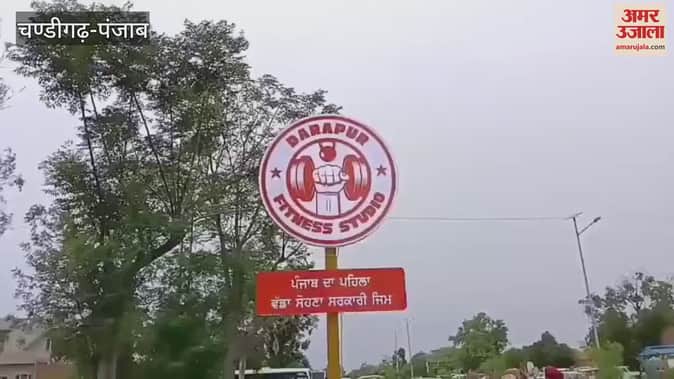 चण्डीगढ़-पंजाब
अमर
उजाला
amarujala.com
DARAPUR
FITNESS STUDIO
ਪੰਜਾਬ ਦਾ ਪਹਿਲਾ
ਵੱਡਾ ਸੋਹਣਾ ਸਰਕਾਰੀ ਜਿਮ